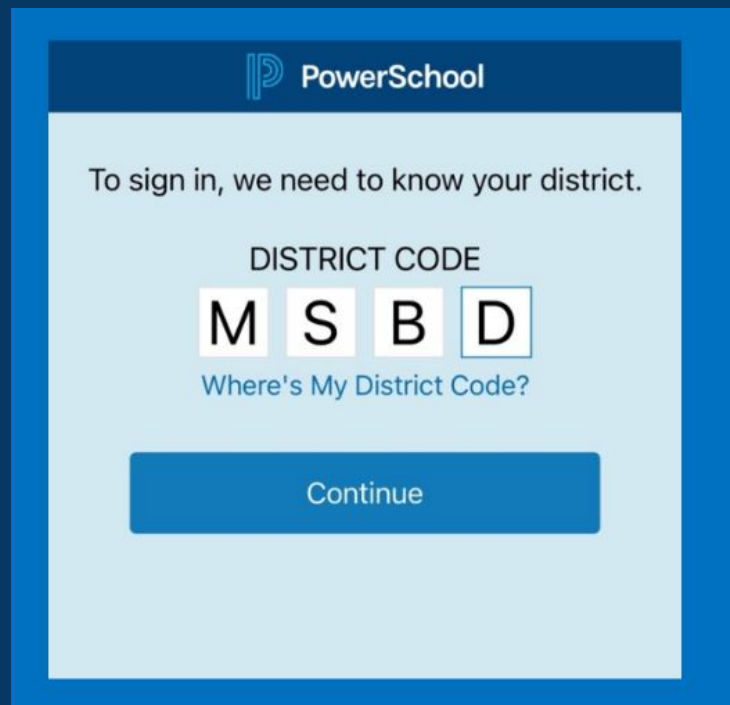 PowerSchool
To sign in, we need to know your district.
DISTRICT CODE
M S B D
Where's My District Code?
Continue